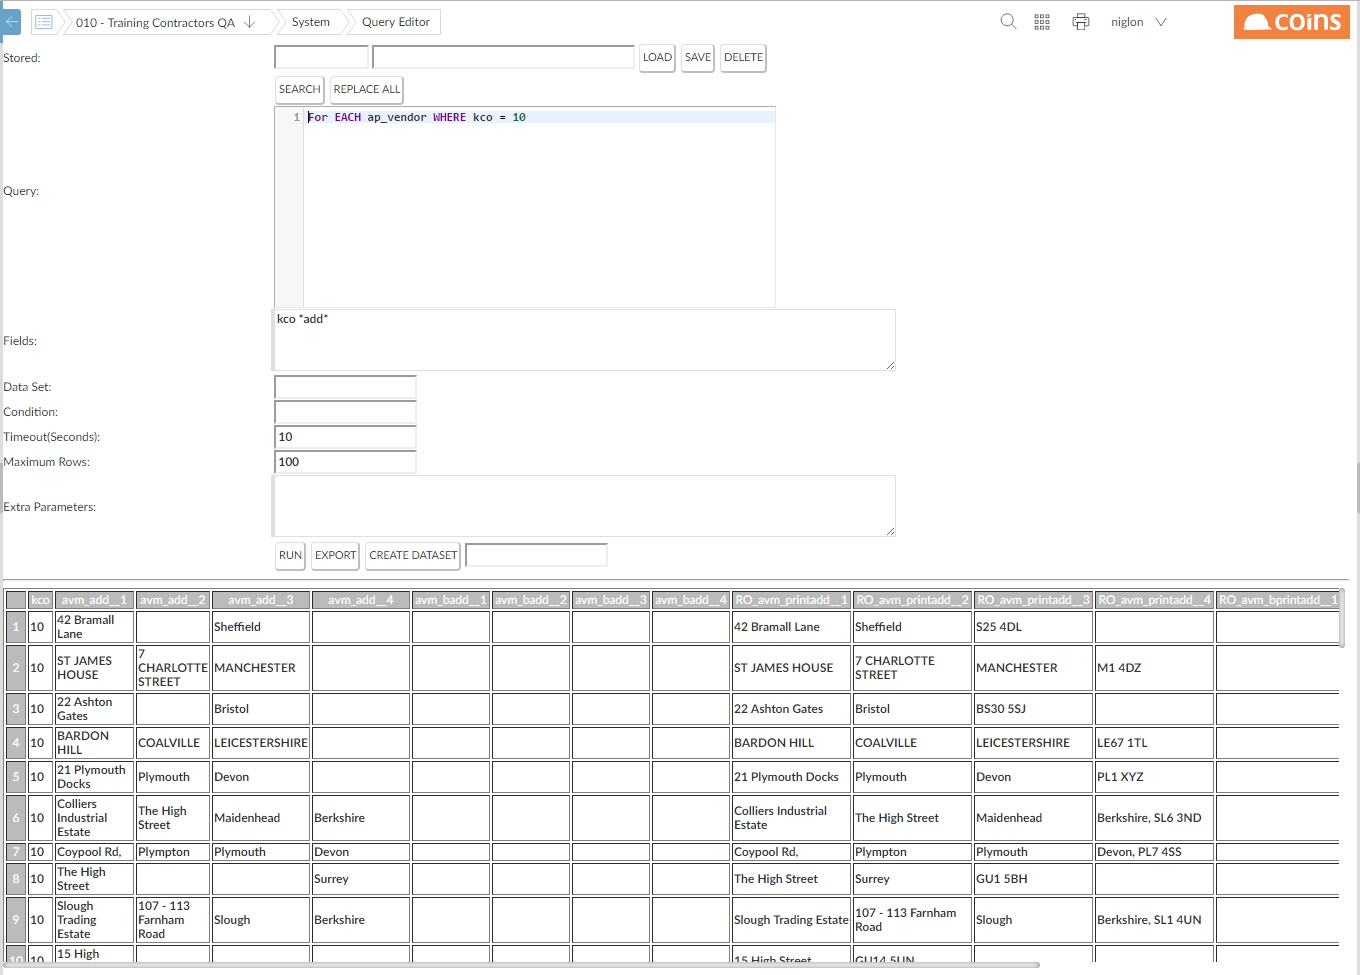 010 - Training Contractors QA System Query Editor niglon coins
Stored: LOAD SAVE DELETE
SEARCH REPLACE ALL
1 For EACH ap_vendor WHERE kco = 10
Query:
kco *add*
Fields:
Data Set:
Condition:
Timeout(Seconds): 10
Maximum Rows: 100
Extra Parameters:
RUN EXPORT CREATE DATASET
kco avm_add__1 avm_add__2 avm_add__3 avm_add__4 avm_badd__1 avm_badd__2 avm_badd__3 avm_badd__4 RO_avm_printadd__1 RO_avm_printadd__2 RO_avm_printadd__3 RO_avm_printadd__4 RO_avm_bprintadd__1
1 10 42 Bramall Lane Sheffield 42 Bramall Lane Sheffield S25 4DL
2 10 ST JAMES HOUSE 7 CHARLOTTE STREET MANCHESTER ST JAMES HOUSE 7 CHARLOTTE STREET MANCHESTER M1 4DZ
3 10 22 Ashton Gates Bristol 22 Ashton Gates Bristol BS30 5SJ
4 10 BARDON HILL COALVILLE LEICESTERSHIRE BARDON HILL COALVILLE LEICESTERSHIRE LE67 1TL
5 10 21 Plymouth Docks Plymouth Devon 21 Plymouth Docks Plymouth Devon PL1 XYZ
6 10 Colliers Industrial Estate The High Street Maidenhead Berkshire Colliers Industrial Estate The High Street Maidenhead Berkshire, SL6 3ND
7 10 Coypool Rd, Plympton Plymouth Devon Coypool Rd, Plympton Plymouth Devon, PL7 4SS
8 10 The High Street Surrey The High Street Surrey GU1 5BH
9 10 Slough Trading Estate 107 - 113 Farnham Road Slough Berkshire Slough Trading Estate 107 - 113 Farnham Road Slough Berkshire, SL1 4UN
10 10 15 High 15 High Street GU14 5UN